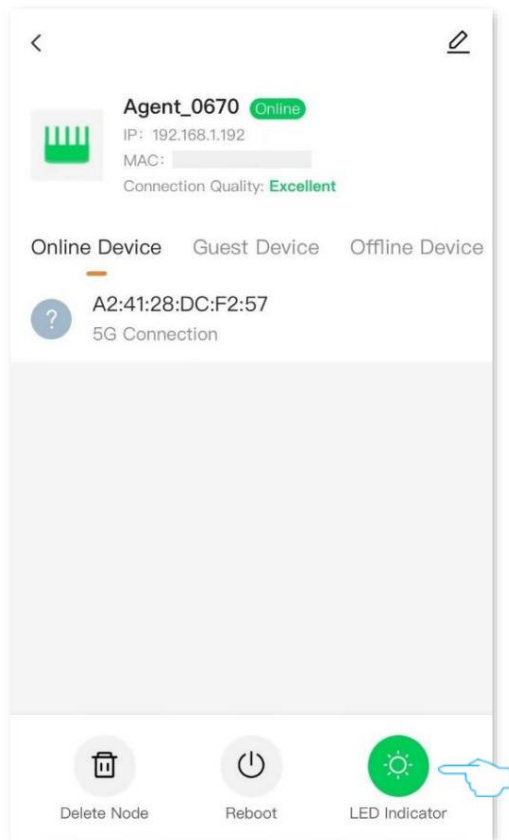 Agent_0670 Online
IP: 192.168.1.192
MAC:
Connection Quality: Excellent
Online Device Guest Device Offline Device
?
A2:41:28:DC:F2:57
5G Connection
Delete Node Reboot LED Indicator